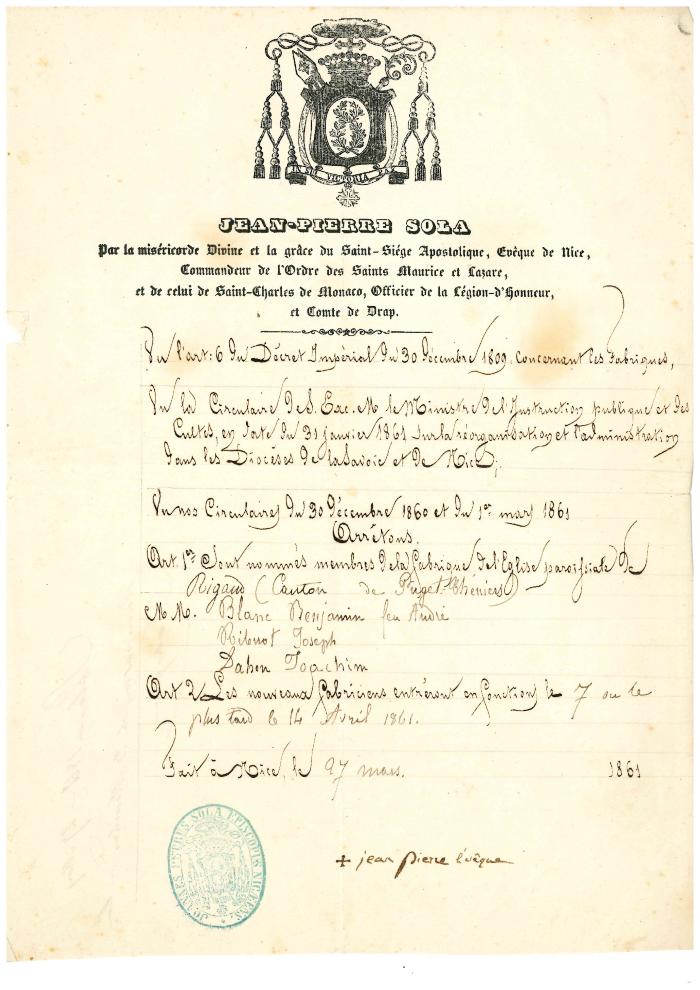 JEAN-PIERRE SOLA
Par la miséricorde Divine et la grâce du Saint-Siége Apostolique, Evêque de Nice,
Commandeur de l'Ordre des Saints Maurice et Lazare,
et de celui de Saint-Charles de Monaco, Officier de la Légion-d'Honneur,
et Comte de Drap.
Vu l'art: 6 du Décret Impérial du 30 décembre 1809. concernant les Fabriques,
Vu la Circulaire de S. Exc. M. le Ministre de l'Instruction publique et des
Cultes, en date du 31 janvier 1861 sur la réorganisation et l'administration
dans les Diocèses de la Savoie et de Nice;
Vu nos Circulaires du 30 décembre 1860 et du 1er mars 1861
Arrêtons.
Art. 1er Sont nommés membres de la Fabrique de l'Eglise paroissiale de
Rigaud (Canton de Puget-Théniers)
M M. Blanc Benjamin feu André
Joseph
Dahon Joachim
Art 2 Les nouveaux fabriciens entreront en fonctions le 7 ou le
plus tard le 14 Avril 1861.
Fait à Nice, le 27 mars. 1861
+ jean pierre évêque
JOANNES PETRUS SOLA EPISCOPUS NICIENSIS